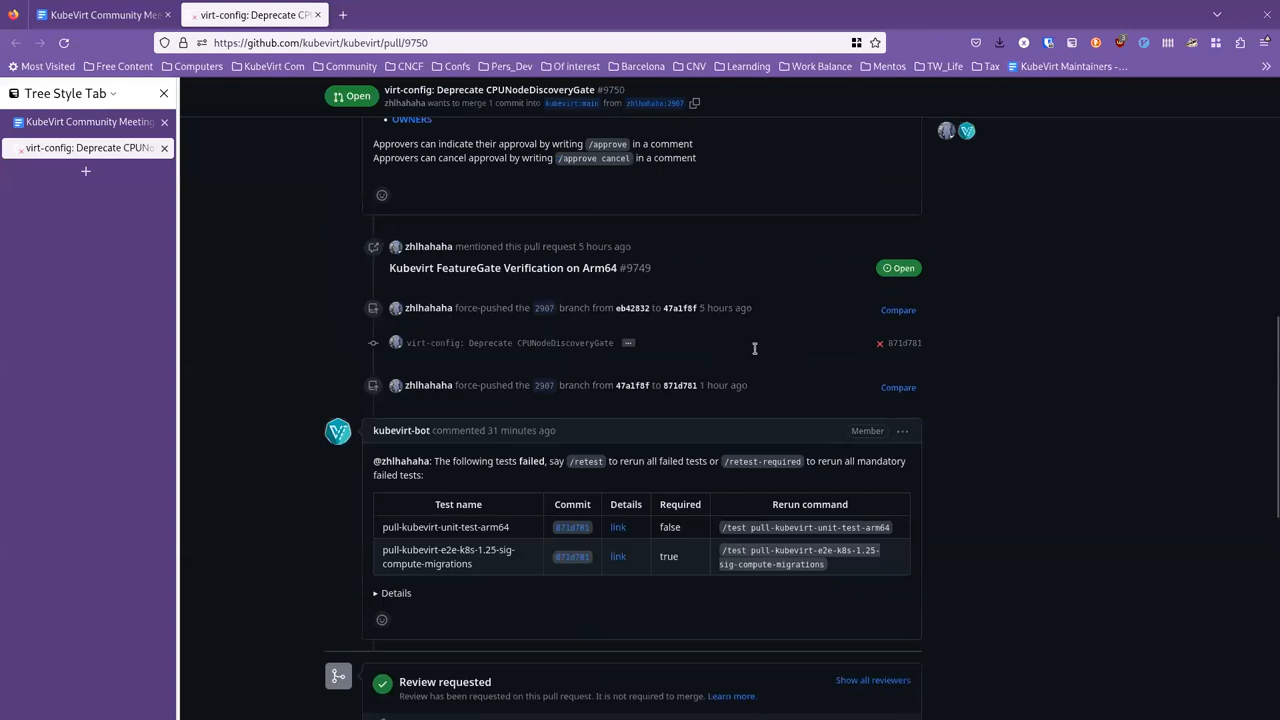 KubeVirt Community Me
virt-config: Deprecate CP
https://github.com/kubevirt/kubevirt/pull/9750
Most Visited Free Content Computers KubeVirt Com Community CNCF Confs Pers_Dev Of interest Barcelona CNV Learnding Work Balance Mentos TW_Life Tax KubeVirt Maintainers -...
Tree Style Tab
KubeVirt Community Meeting
virt-config: Deprecate CPUNo
Open
virt-config: Deprecate CPUNodeDiscoveryGate #9750
zhlhahaha wants to merge 1 commit into kubevirt:main from zhlhahaha:2907
OWNERS
Approvers can indicate their approval by writing /approve in a comment
Approvers can cancel approval by writing /approve cancel in a comment
zhlhahaha mentioned this pull request 5 hours ago
Kubevirt FeatureGate Verification on Arm64 #9749
Open
zhlhahaha force-pushed the 2907 branch from eb42832 to 47a1f8f 5 hours ago
Compare
virt-config: Deprecate CPUNodeDiscoveryGate ...
871d781
zhlhahaha force-pushed the 2907 branch from 47a1f8f to 871d781 1 hour ago
Compare
kubevirt-bot commented 31 minutes ago
Member ...
@zhlhahaha: The following tests failed, say /retest to rerun all failed tests or /retest-required to rerun all mandatory
failed tests:
Test name Commit Details Required Rerun command
pull-kubevirt-unit-test-arm64 871d781 link false /test pull-kubevirt-unit-test-arm64
pull-kubevirt-e2e-k8s-1.25-sig-
compute-migrations
871d781 link true
/test pull-kubevirt-e2e-k8s-1.25-
sig-compute-migrations
Details
Review requested
Show all reviewers
Review has been requested on this pull request. It is not required to merge. Learn more.